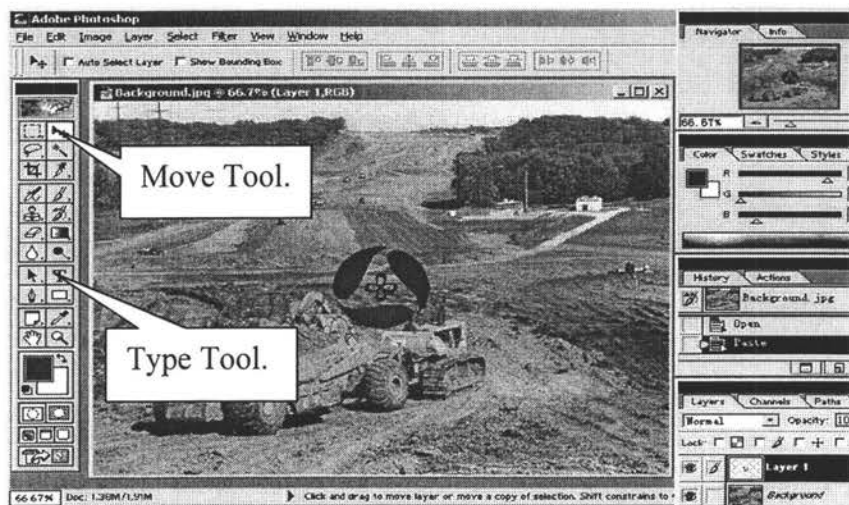 Adobe Photoshop
File Edit Image Layer Select Filter View Window Help
Auto Select Layer Show Bounding Box
Background.jpg @ 66.7% (Layer 1,RGB)
Move Tool.
Type Tool.
Navigator Info
66.67%
Color Swatches Styles
R
G
B
History Actions
Background.jpg
Open
Paste
Layers Channels Paths
Normal Opacity: 10
Lock:
Layer 1
Background
66.67% Doc: 1.38M/1.91M Click and drag to move layer or move a copy of selection. Shift constrains to